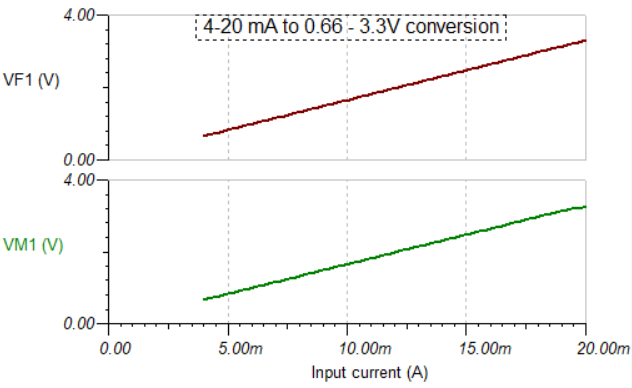 4-20 mA to 0.66 - 3.3V conversion
4.00
VF1 (V)
0.00
4.00
VM1 (V)
0.00
0.00 5.00m 10.00m 15.00m 20.00m
Input current (A)